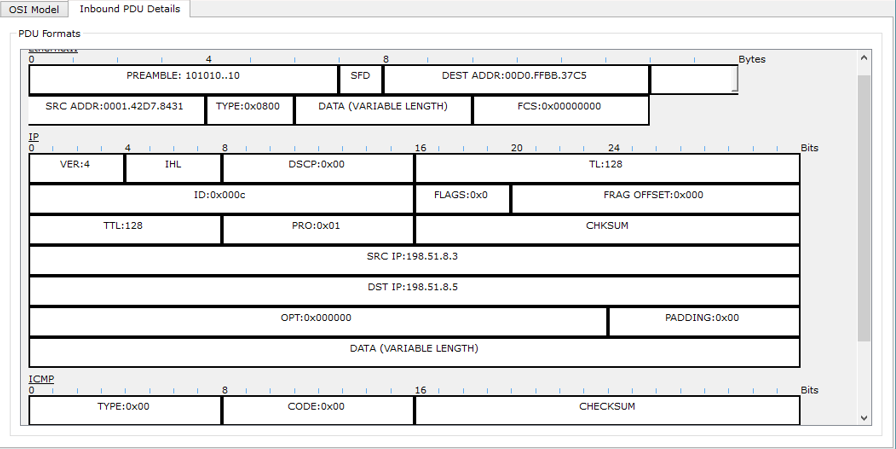 OSI Model Inbound PDU Details
PDU Formats
EthernetII
0 4 8 Bytes
PREAMBLE: 101010..10 SFD DEST ADDR:00D0.FFBB.37C5
SRC ADDR:0001.42D7.8431 TYPE:0x0800 DATA (VARIABLE LENGTH) FCS:0x00000000
IP
0 4 8 16 20 24 Bits
VER:4 IHL DSCP:0x00 TL:128
ID:0x000c FLAGS:0x0 FRAG OFFSET:0x000
TTL:128 PRO:0x01 CHKSUM
SRC IP:198.51.8.3
DST IP:198.51.8.5
OPT:0x000000 PADDING:0x00
DATA (VARIABLE LENGTH)
ICMP
0 8 16 Bits
TYPE:0x00 CODE:0x00 CHECKSUM